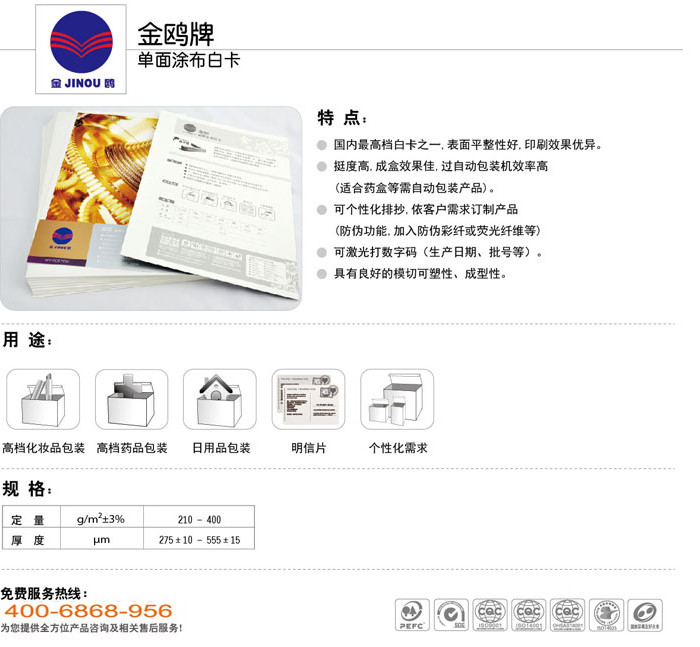 金 JINOU 鸥
金鸥牌
单面涂布白卡
金 JINOU 鸥
特 点：
国内最高档白卡之一, 表面平整性好, 印刷效果优异。
挺度高, 成盒效果佳, 过自动包装机效率高
(适合药盒等需自动包装产品)。
可个性化排抄, 依客户需求订制产品
(防伪功能, 加入防伪彩纤或荧光纤维等)
可激光打数字码（生产日期、批号等）。
具有良好的模切可塑性、成型性。
用 途：
高档化妆品包装 高档药品包装 日用品包装 明信片 个性化需求
规 格：
定 量 g/m²±3% 210 - 400
厚 度 μm 275±10 - 555±15
免费服务热线：
400-6868-956
为您提供全方位产品咨询及相关售后服务!
PEFC SGS CQC ISO9001 CQC ISO14001 CQC OHSAS18001 ISO14025